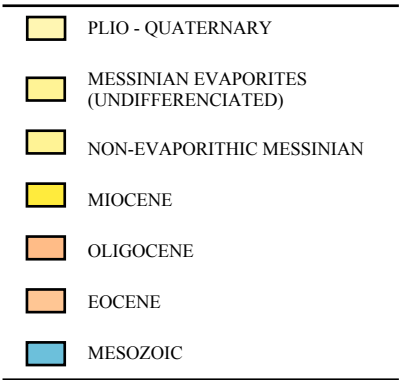 PLIO - QUATERNARY
MESSINIAN EVAPORITES
(UNDIFFERENCIATED)
NON-EVAPORITHIC MESSINIAN
MIOCENE
OLIGOCENE
EOCENE
MESOZOIC